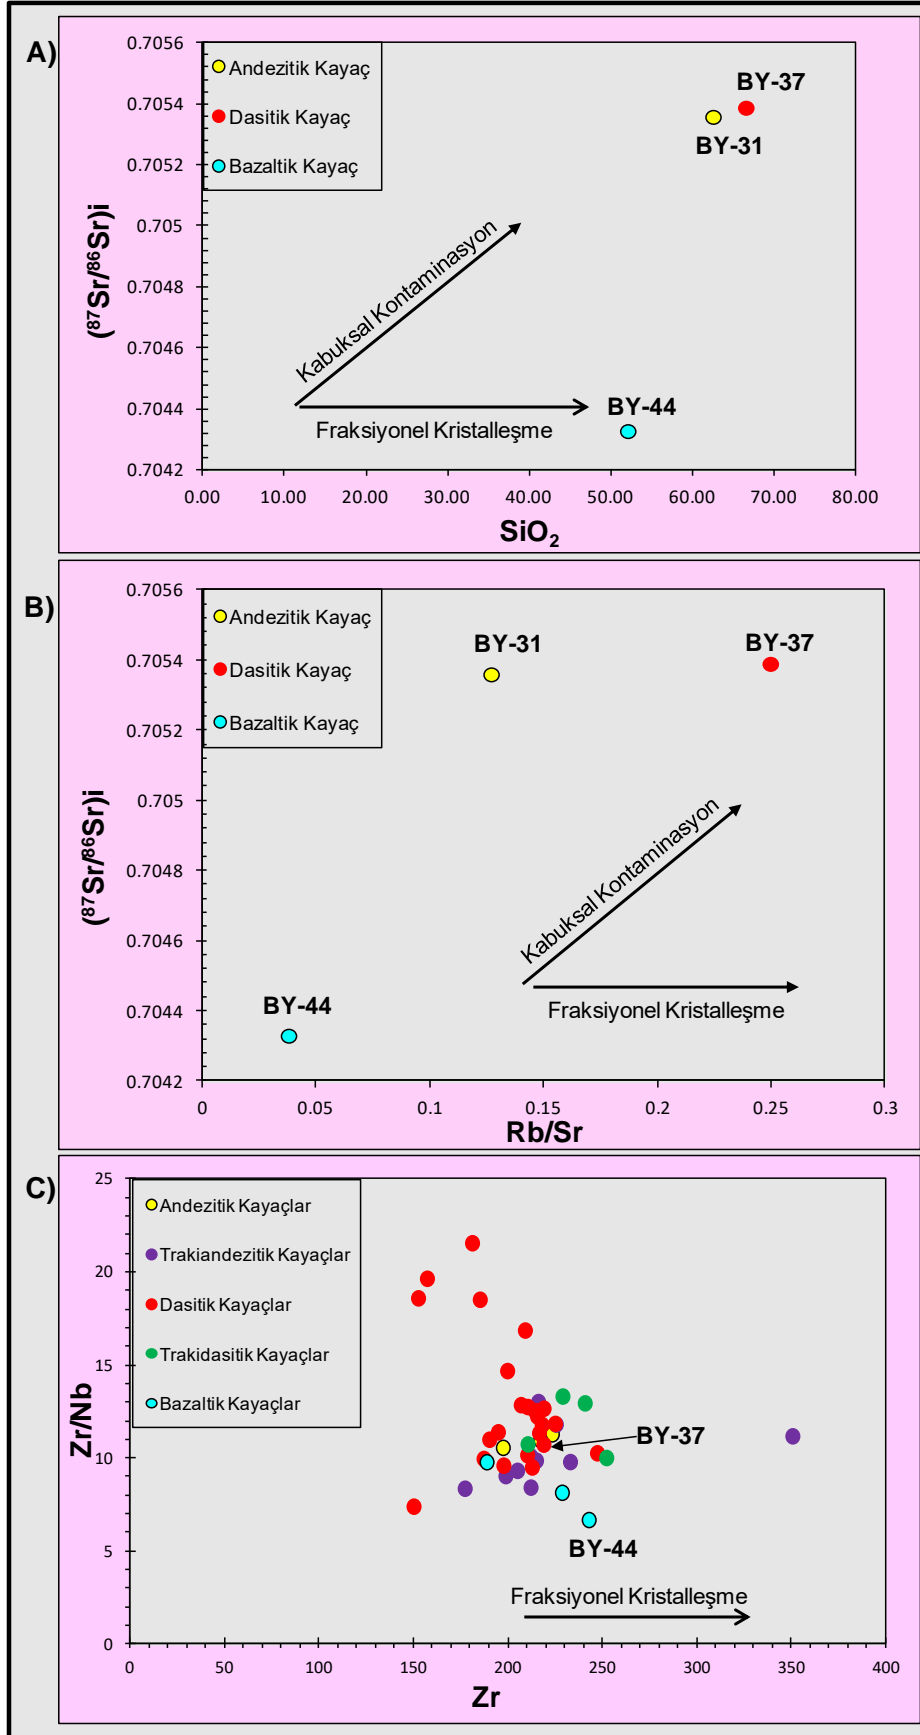 A)
0.7056
0.7054
0.7052
0.705
0.7048
0.7046
0.7044
0.7042
(87Sr/86Sr)i
Andezitik Kayaç
Dasitik Kayaç
Bazaltik Kayaç
BY-37
BY-31
Kabuksal Kontaminasyon
BY-44
Fraksiyonel Kristalleşme
0.00 10.00 20.00 30.00 40.00 50.00 60.00 70.00 80.00
SiO2
B)
0.7056
0.7054
0.7052
0.705
0.7048
0.7046
0.7044
0.7042
(87Sr/86Sr)i
Andezitik Kayaç
Dasitik Kayaç
Bazaltik Kayaç
BY-31
BY-37
Kabuksal Kontaminasyon
BY-44
Fraksiyonel Kristalleşme
0 0.05 0.1 0.15 0.2 0.25 0.3
Rb/Sr
C)
25
20
15
10
5
0
Zr/Nb
Andezitik Kayaçlar
Trakiandezitik Kayaçlar
Dasitik Kayaçlar
Trakidasitik Kayaçlar
Bazaltik Kayaçlar
BY-37
BY-44
Fraksiyonel Kristalleşme
0 50 100 150 200 250 300 350 400
Zr